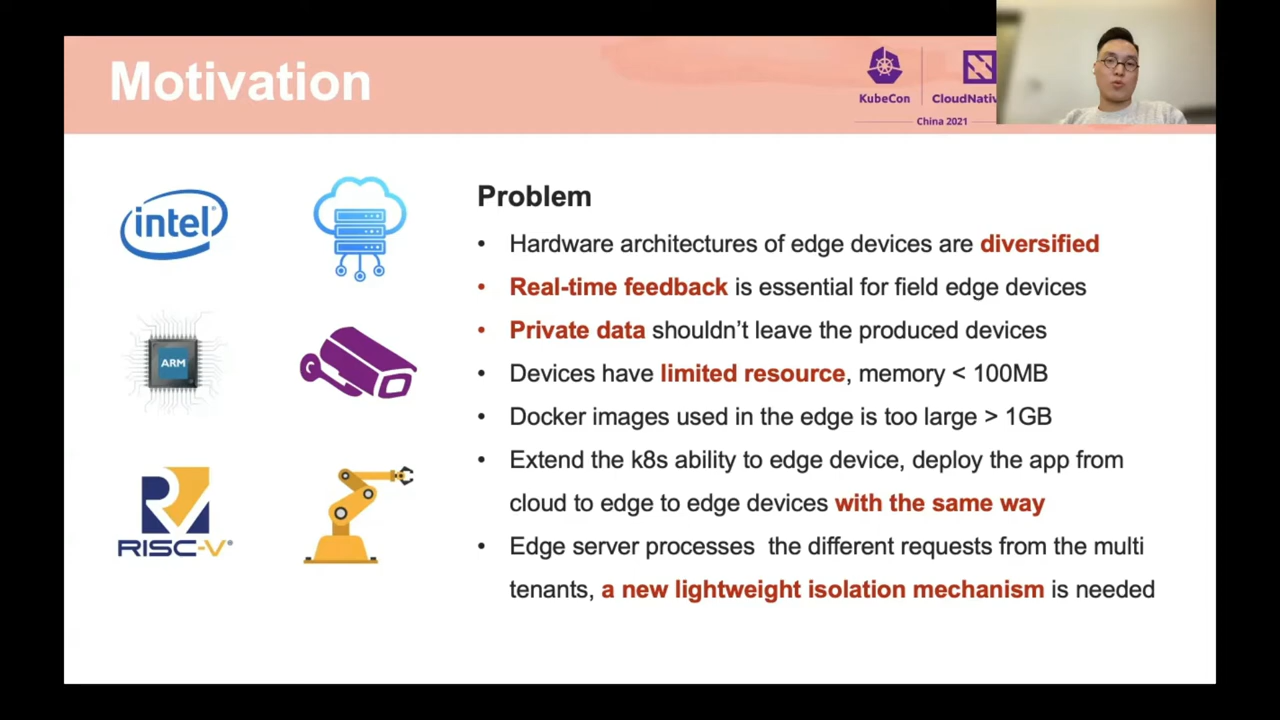 Motivation
KubeCon
CloudNativ
China 2021
intel
ARM
RISC-V
Problem
• Hardware architectures of edge devices are diversified
• Real-time feedback is essential for field edge devices
• Private data shouldn’t leave the produced devices
• Devices have limited resource, memory < 100MB
• Docker images used in the edge is too large > 1GB
• Extend the k8s ability to edge device, deploy the app from
cloud to edge to edge devices with the same way
• Edge server processes the different requests from the multi
tenants, a new lightweight isolation mechanism is needed